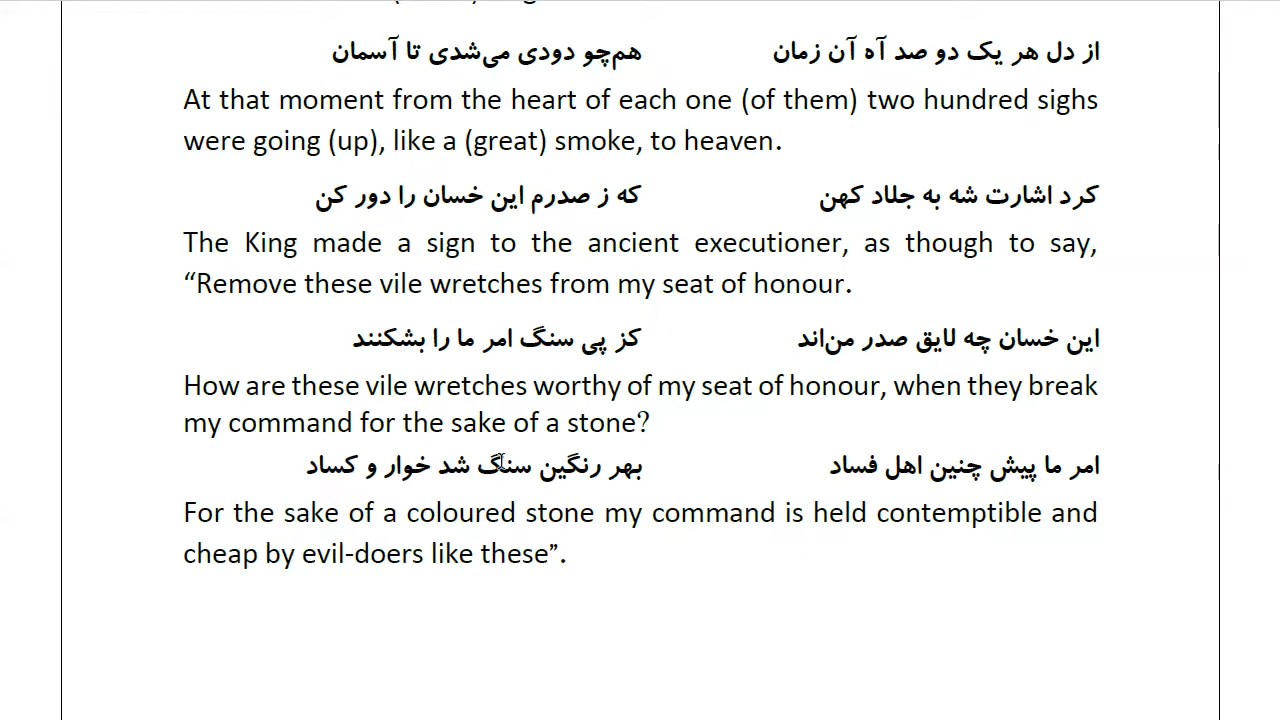 از دل هر یک دو صد آه آن زمان هم‌چو دودی می‌شدی تا آسمان
At that moment from the heart of each one (of them) two hundred sighs
were going (up), like a (great) smoke, to heaven.
کرد اشارت شه به جلاد کهن که ز صدرم این خسان را دور کن
The King made a sign to the ancient executioner, as though to say,
“Remove these vile wretches from my seat of honour.
این خسان چه لایق صدر من‌اند کز پی سنگ امر ما را بشکنند
How are these vile wretches worthy of my seat of honour, when they break
my command for the sake of a stone?
امر ما پیش چنین اهل فساد بهر رنگین سنگ شد خوار و کساد
For the sake of a coloured stone my command is held contemptible and
cheap by evil-doers like these”.